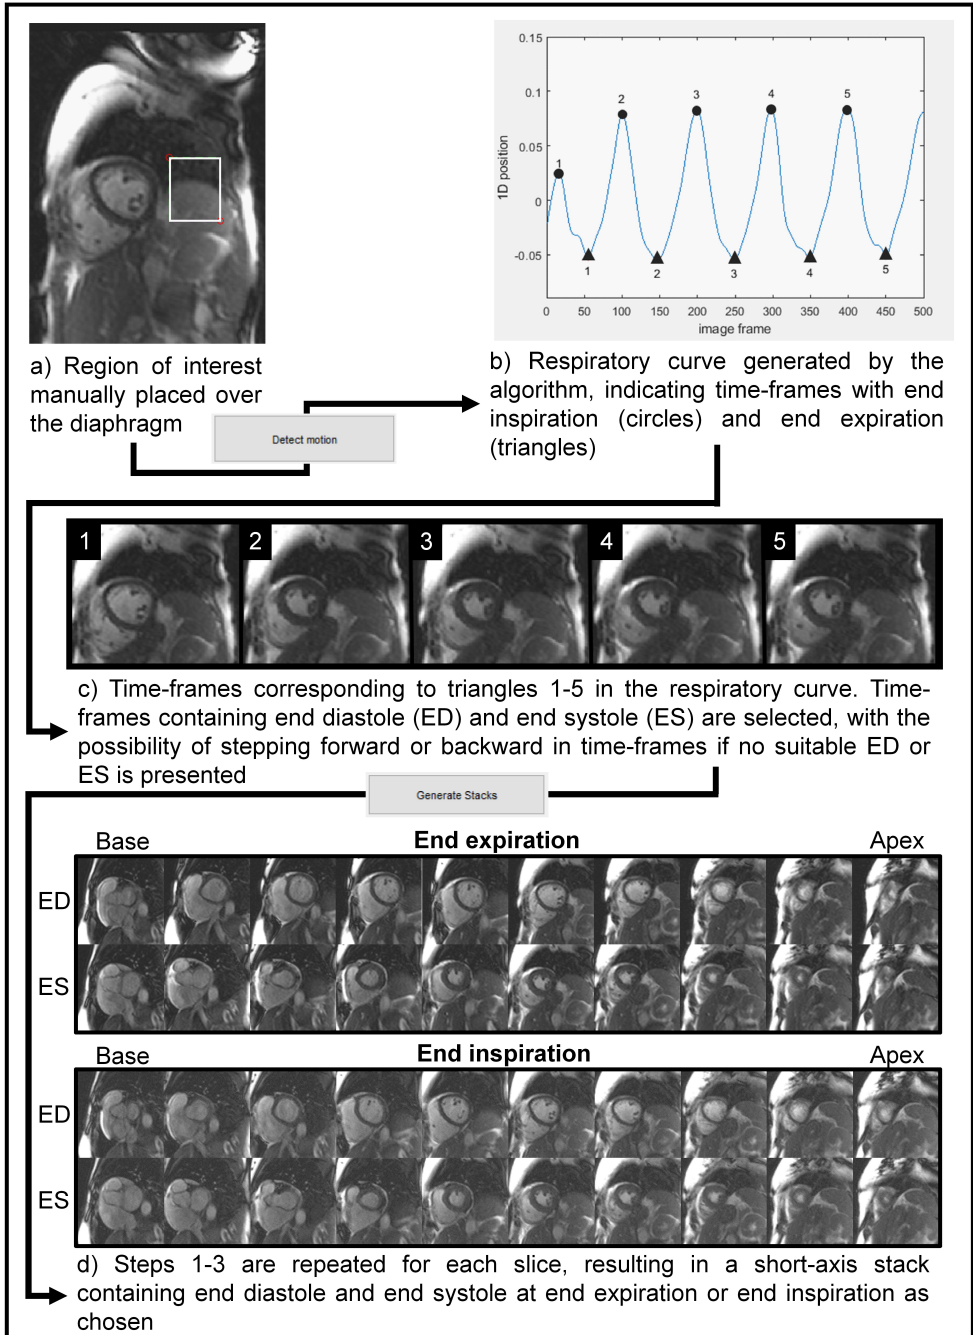 0.15
0.1
0.05
0
-0.05
1D position
1
2
3
4
5
1
2
3
4
5
0 50 100 150 200 250 300 350 400 450 500
image frame
a) Region of interest
manually placed over
the diaphragm
Detect motion
b) Respiratory curve generated by the
algorithm, indicating time-frames with end
inspiration (circles) and end expiration
(triangles)
1 2 3 4 5
c) Time-frames corresponding to triangles 1-5 in the respiratory curve. Time-
frames containing end diastole (ED) and end systole (ES) are selected, with the
possibility of stepping forward or backward in time-frames if no suitable ED or
ES is presented
Generate Stacks
Base End expiration Apex
ED
ES
Base End inspiration Apex
ED
ES
d) Steps 1-3 are repeated for each slice, resulting in a short-axis stack
containing end diastole and end systole at end expiration or end inspiration as
chosen